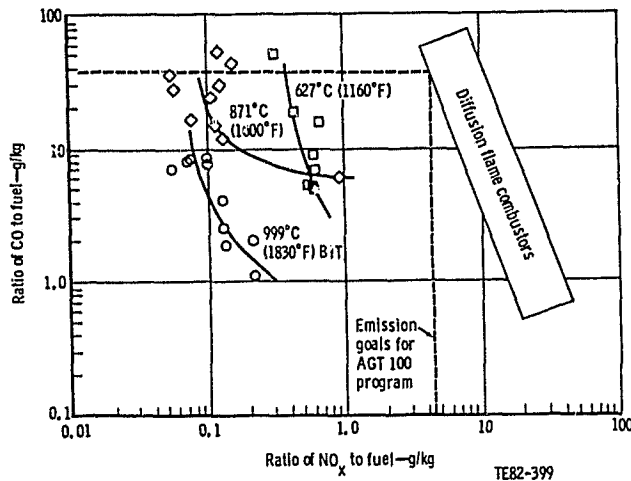 100
10
1.0
0.1
Ratio of CO to fuel—g/kg
627°C (1160°F)
871°C
(1600°F)
999°C
(1830°F) BIT
Diffusion flame combustors
Emission
goals for
AGT 100
program
0.01
0.1
1.0
10
100
Ratio of NOx to fuel—g/kg
TE82-399